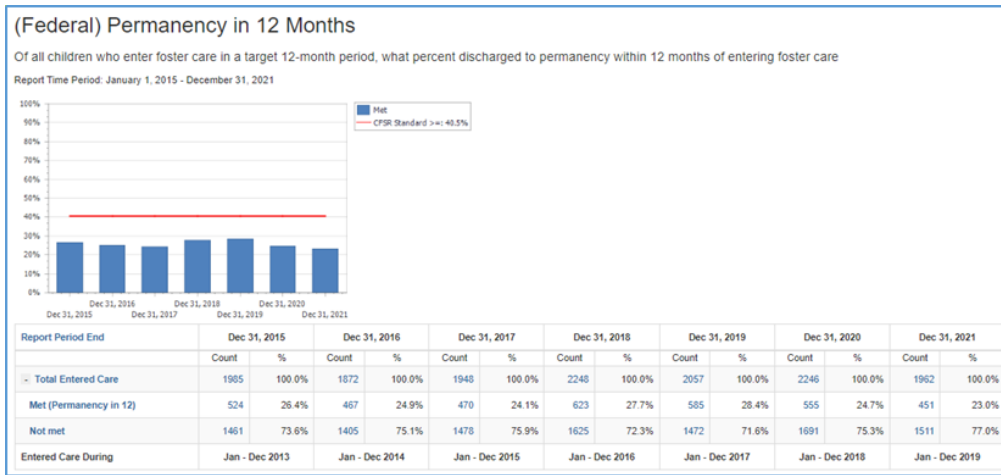 (Federal) Permanency in 12 Months
Of all children who enter foster care in a target 12-month period, what percent discharged to permanency within 12 months of entering foster care
Report Time Period: January 1, 2015 - December 31, 2021
100%
90%
80%
70%
60%
50%
40%
30%
20%
10%
0%
Met
CFSR Standard >=: 40.5%
Dec 31, 2016 Dec 31, 2018 Dec 31, 2020
Dec 31, 2015 Dec 31, 2017 Dec 31, 2019 Dec 31, 2021
Report Period End Dec 31, 2015 Dec 31, 2016 Dec 31, 2017 Dec 31, 2018 Dec 31, 2019 Dec 31, 2020 Dec 31, 2021
Count % Count % Count % Count % Count % Count % Count %
- Total Entered Care 1985 100.0% 1872 100.0% 1948 100.0% 2248 100.0% 2057 100.0% 2246 100.0% 1962 100.0%
Met (Permanency in 12) 524 26.4% 467 24.9% 470 24.1% 623 27.7% 585 28.4% 555 24.7% 451 23.0%
Not met 1461 73.6% 1405 75.1% 1478 75.9% 1625 72.3% 1472 71.6% 1691 75.3% 1511 77.0%
Entered Care During Jan - Dec 2013 Jan - Dec 2014 Jan - Dec 2015 Jan - Dec 2016 Jan - Dec 2017 Jan - Dec 2018 Jan - Dec 2019